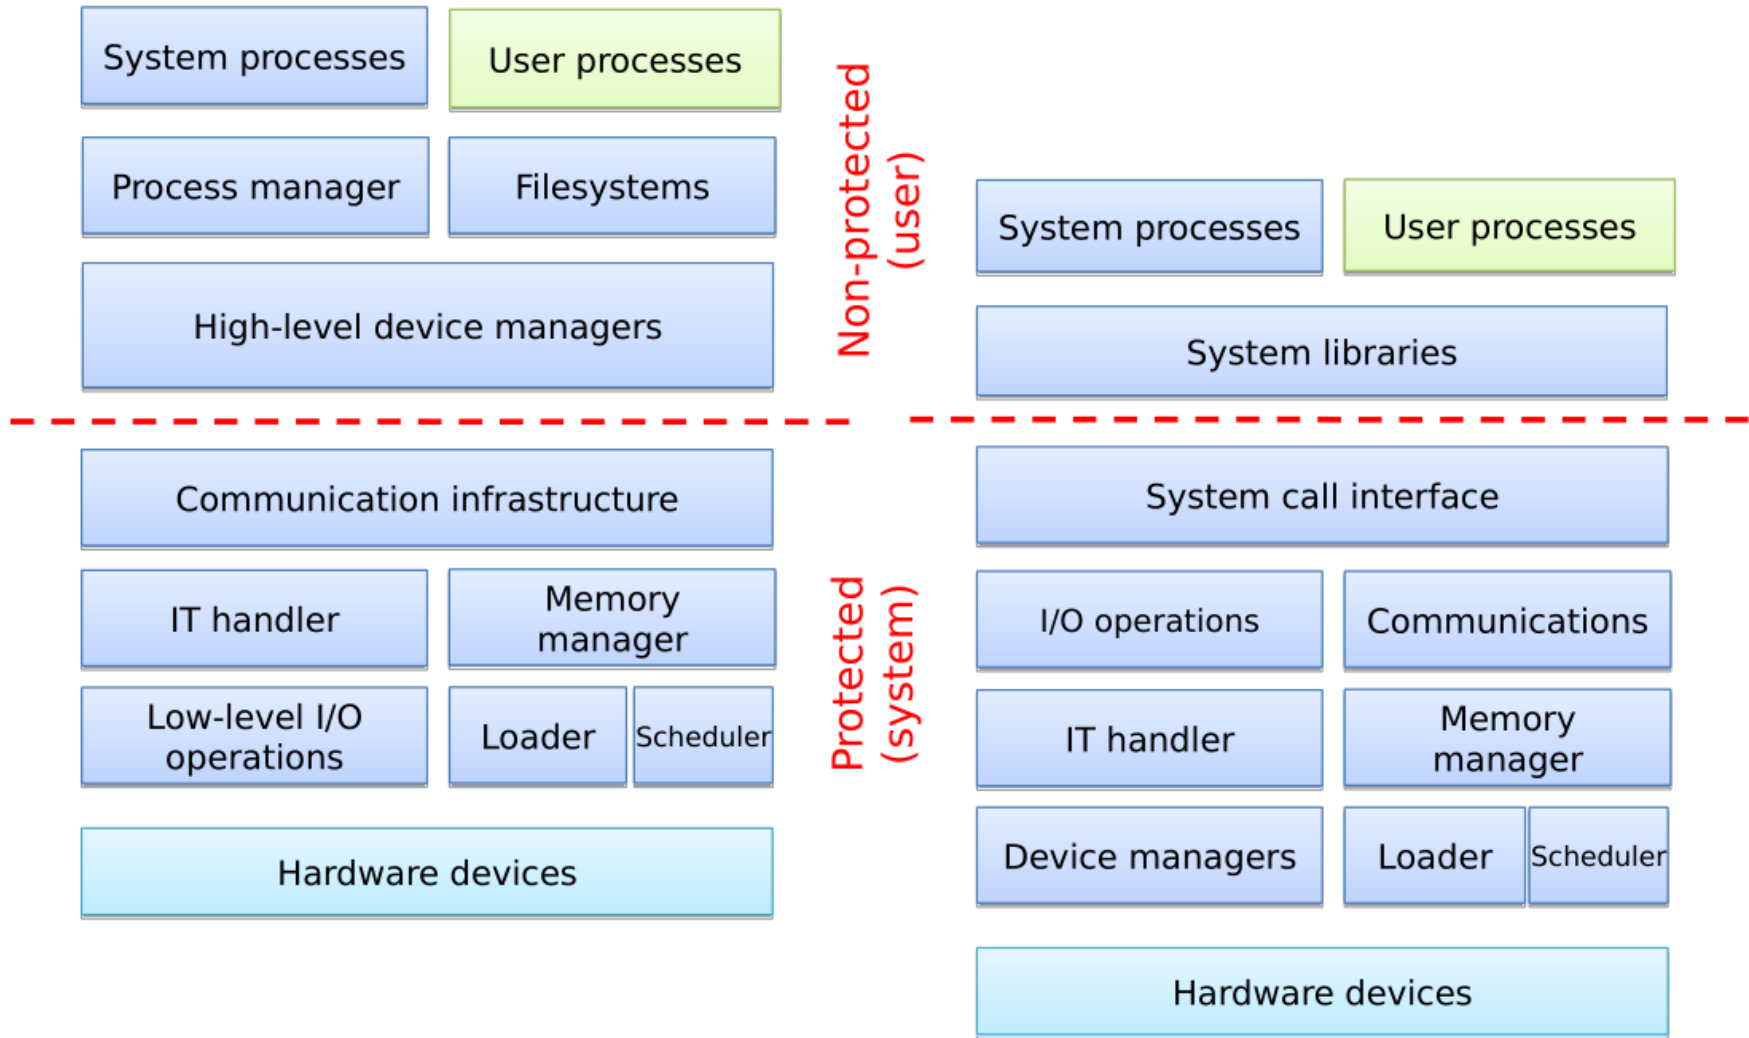 System processes
User processes
Process manager
Filesystems
High-level device managers
Communication infrastructure
IT handler
Memory
manager
Low-level I/O
operations
Loader
Scheduler
Hardware devices
Non-protected
(user)
Protected
(system)
System processes
User processes
System libraries
System call interface
I/O operations
Communications
IT handler
Memory
manager
Device managers
Loader
Scheduler
Hardware devices